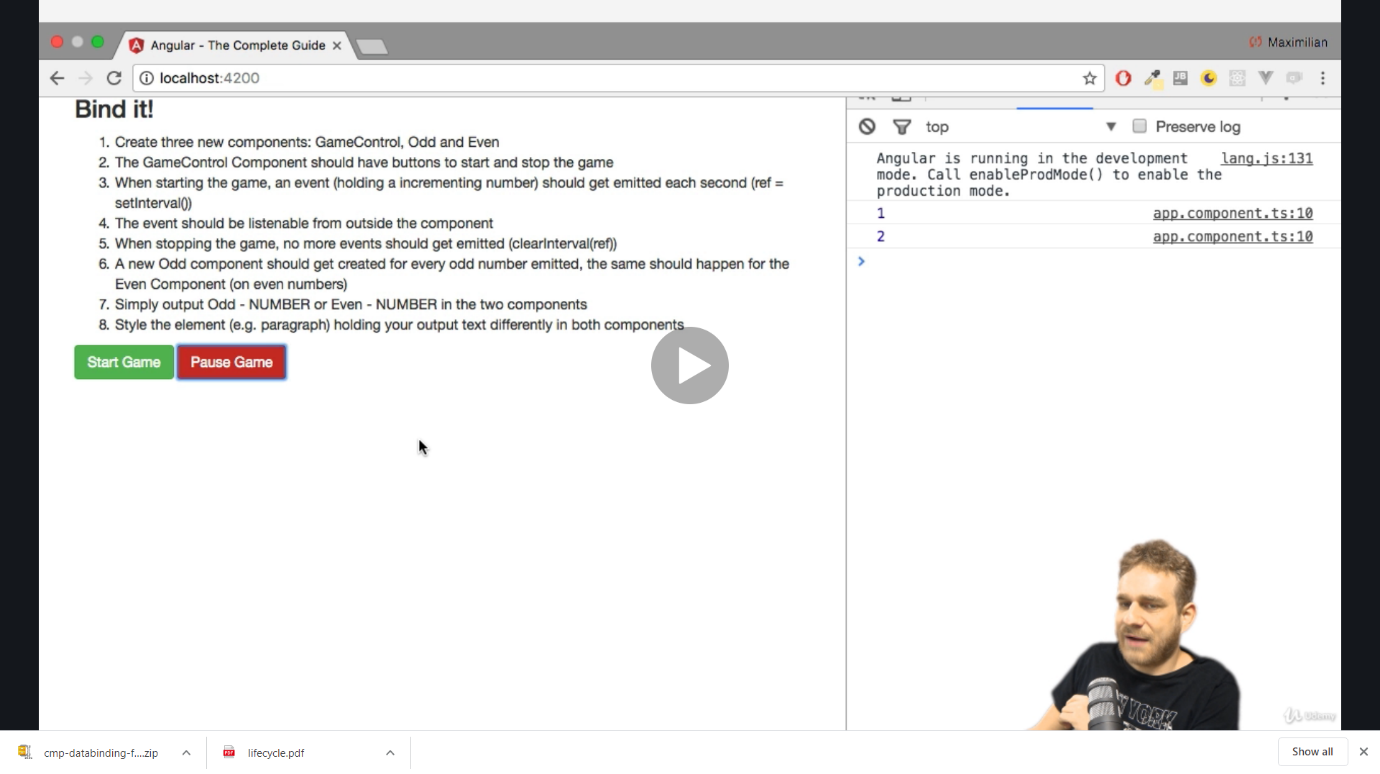 Angular - The Complete Guide
Maximilian
localhost:4200
Bind it!
1. Create three new components: GameControl, Odd and Even
2. The GameControl Component should have buttons to start and stop the game
3. When starting the game, an event (holding a incrementing number) should get emitted each second (ref =
setInterval())
4. The event should be listenable from outside the component
5. When stopping the game, no more events should get emitted (clearInterval(ref))
6. A new Odd component should get created for every odd number emitted, the same should happen for the
Even Component (on even numbers)
7. Simply output Odd - NUMBER or Even - NUMBER in the two components
8. Style the element (e.g. paragraph) holding your output text differently in both components
Start Game
Pause Game
JB
top
Preserve log
Angular is running in the development lang.js:131
mode. Call enableProdMode() to enable the
production mode.
1 app.component.ts:10
2 app.component.ts:10
YORK
Udemy
cmp-databinding-f....zip
PDF
lifecycle.pdf
Show all